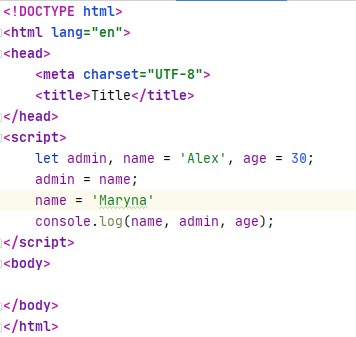 <!DOCTYPE html>
<html lang="en">
<head>
    <meta charset="UTF-8">
    <title>Title</title>
</head>
<script>
    let admin, name = 'Alex', age = 30;
    admin = name;
    name = 'Maryna'
    console.log(name, admin, age);
</script>
<body>

</body>
</html>